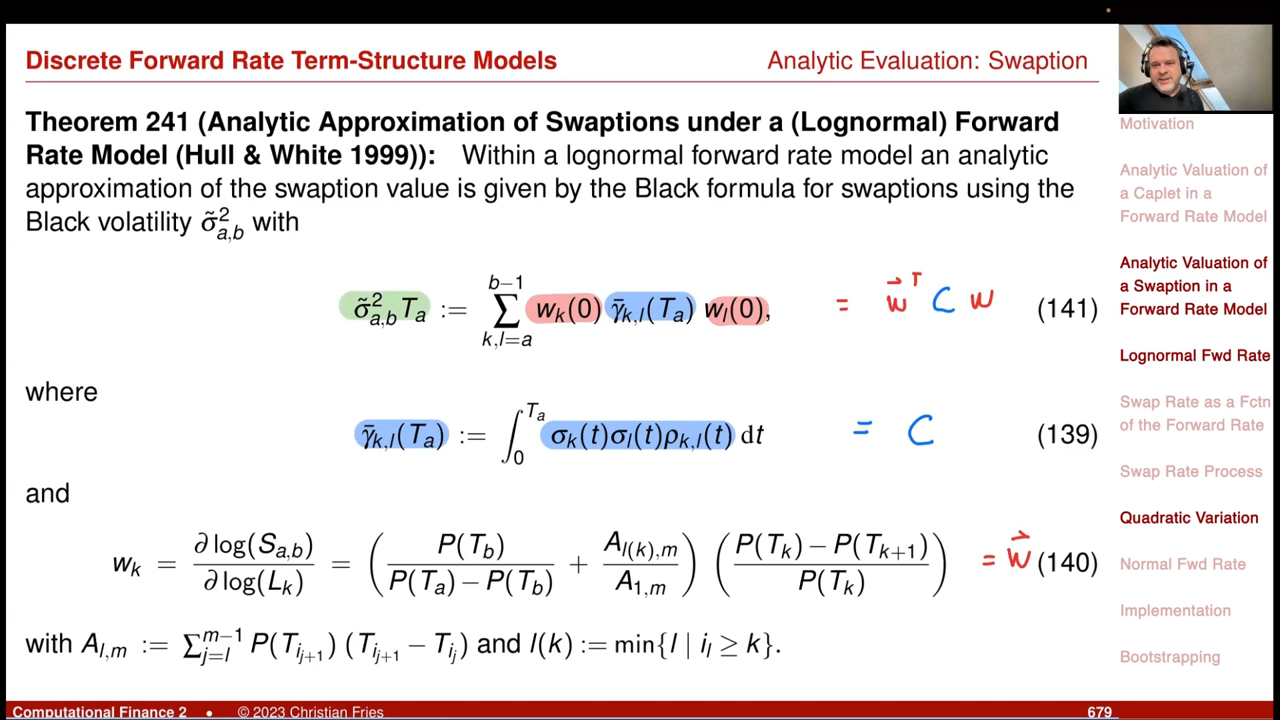 Discrete Forward Rate Term-Structure Models
Analytic Evaluation: Swaption
Theorem 241 (Analytic Approximation of Swaptions under a (Lognormal) Forward
Rate Model (Hull & White 1999)): Within a lognormal forward rate model an analytic
approximation of the swaption value is given by the Black formula for swaptions using the
Black volatility σ̃²_{a,b} with
σ̃²_{a,b} T_a := ∑_{k,l=a}^{b−1} w_k(0) γ̄_{k,l}(T_a) w_l(0), = w⃗ᵀ C w (141)
where
γ̄_{k,l}(T_a) := ∫_0^{T_a} σ_k(t)σ_l(t)ρ_{k,l}(t) dt = C (139)
and
w_k = ∂ log(S_{a,b}) / ∂ log(L_k) = ( P(T_b) / (P(T_a) − P(T_b)) + A_{l(k),m} / A_{1,m} ) ( (P(T_k) − P(T_{k+1})) / P(T_k) ) = w⃗ (140)
with A_{l,m} := ∑_{j=l}^{m−1} P(T_{i_{j+1}}) (T_{i_{j+1}} − T_{i_j}) and l(k) := min{l | i_l ≥ k}.
Motivation
Analytic Valuation of
a Caplet in a
Forward Rate Model
Analytic Valuation of
a Swaption in a
Forward Rate Model
Lognormal Fwd Rate
Swap Rate as a Fctn
of the Forward Rate
Swap Rate Process
Quadratic Variation
Normal Fwd Rate
Implementation
Bootstrapping
Computational Finance 2 • © 2023 Christian Fries
679